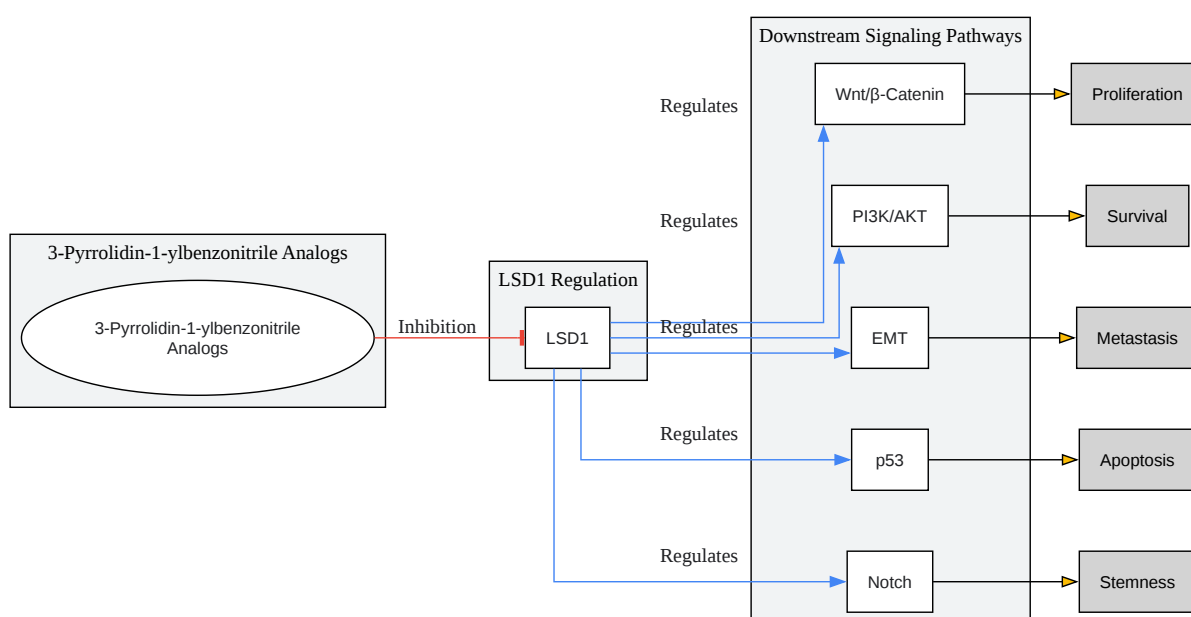 Downstream Signaling Pathways
Regulates
Wnt/β-Catenin
Proliferation
Regulates
PI3K/AKT
Survival
3-Pyrrolidin-1-ylbenzonitrile Analogs
3-Pyrrolidin-1-ylbenzonitrile
Analogs
Inhibition
LSD1 Regulation
LSD1
Regulates
EMT
Metastasis
Regulates
p53
Apoptosis
Regulates
Notch
Stemness